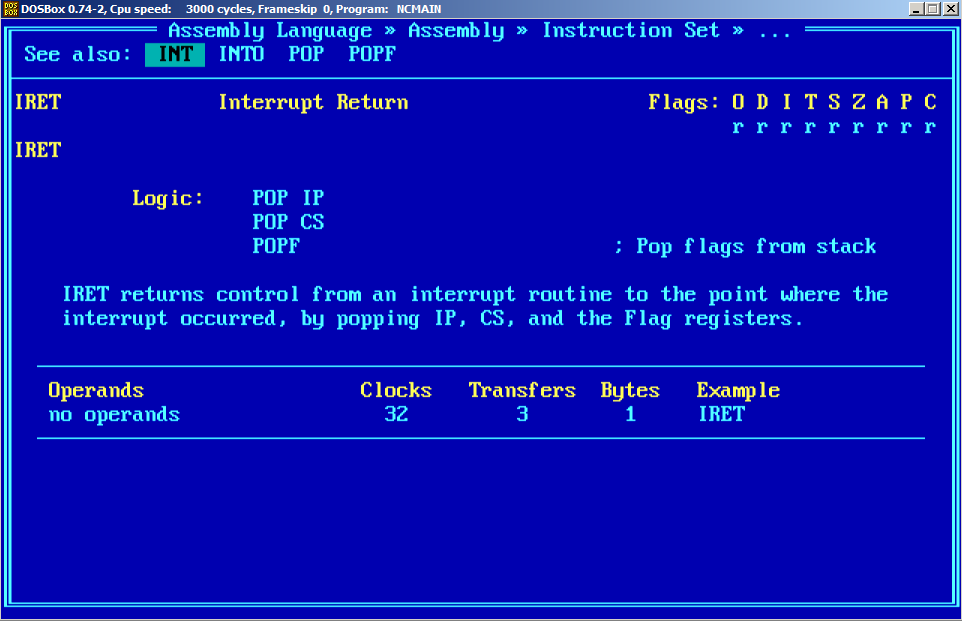 DOSBox 0.74-2, Cpu speed: 3000 cycles, Frameskip 0, Program: NCMAIN
Assembly Language » Assembly » Instruction Set » ...
See also: INT INTO POP POPF
IRET Interrupt Return Flags: O D I T S Z A P C
r r r r r r r r r
IRET
Logic: POP IP
POP CS
POPF ; Pop flags from stack
IRET returns control from an interrupt routine to the point where the
interrupt occurred, by popping IP, CS, and the Flag registers.
Operands Clocks Transfers Bytes Example
no operands 32 3 1 IRET